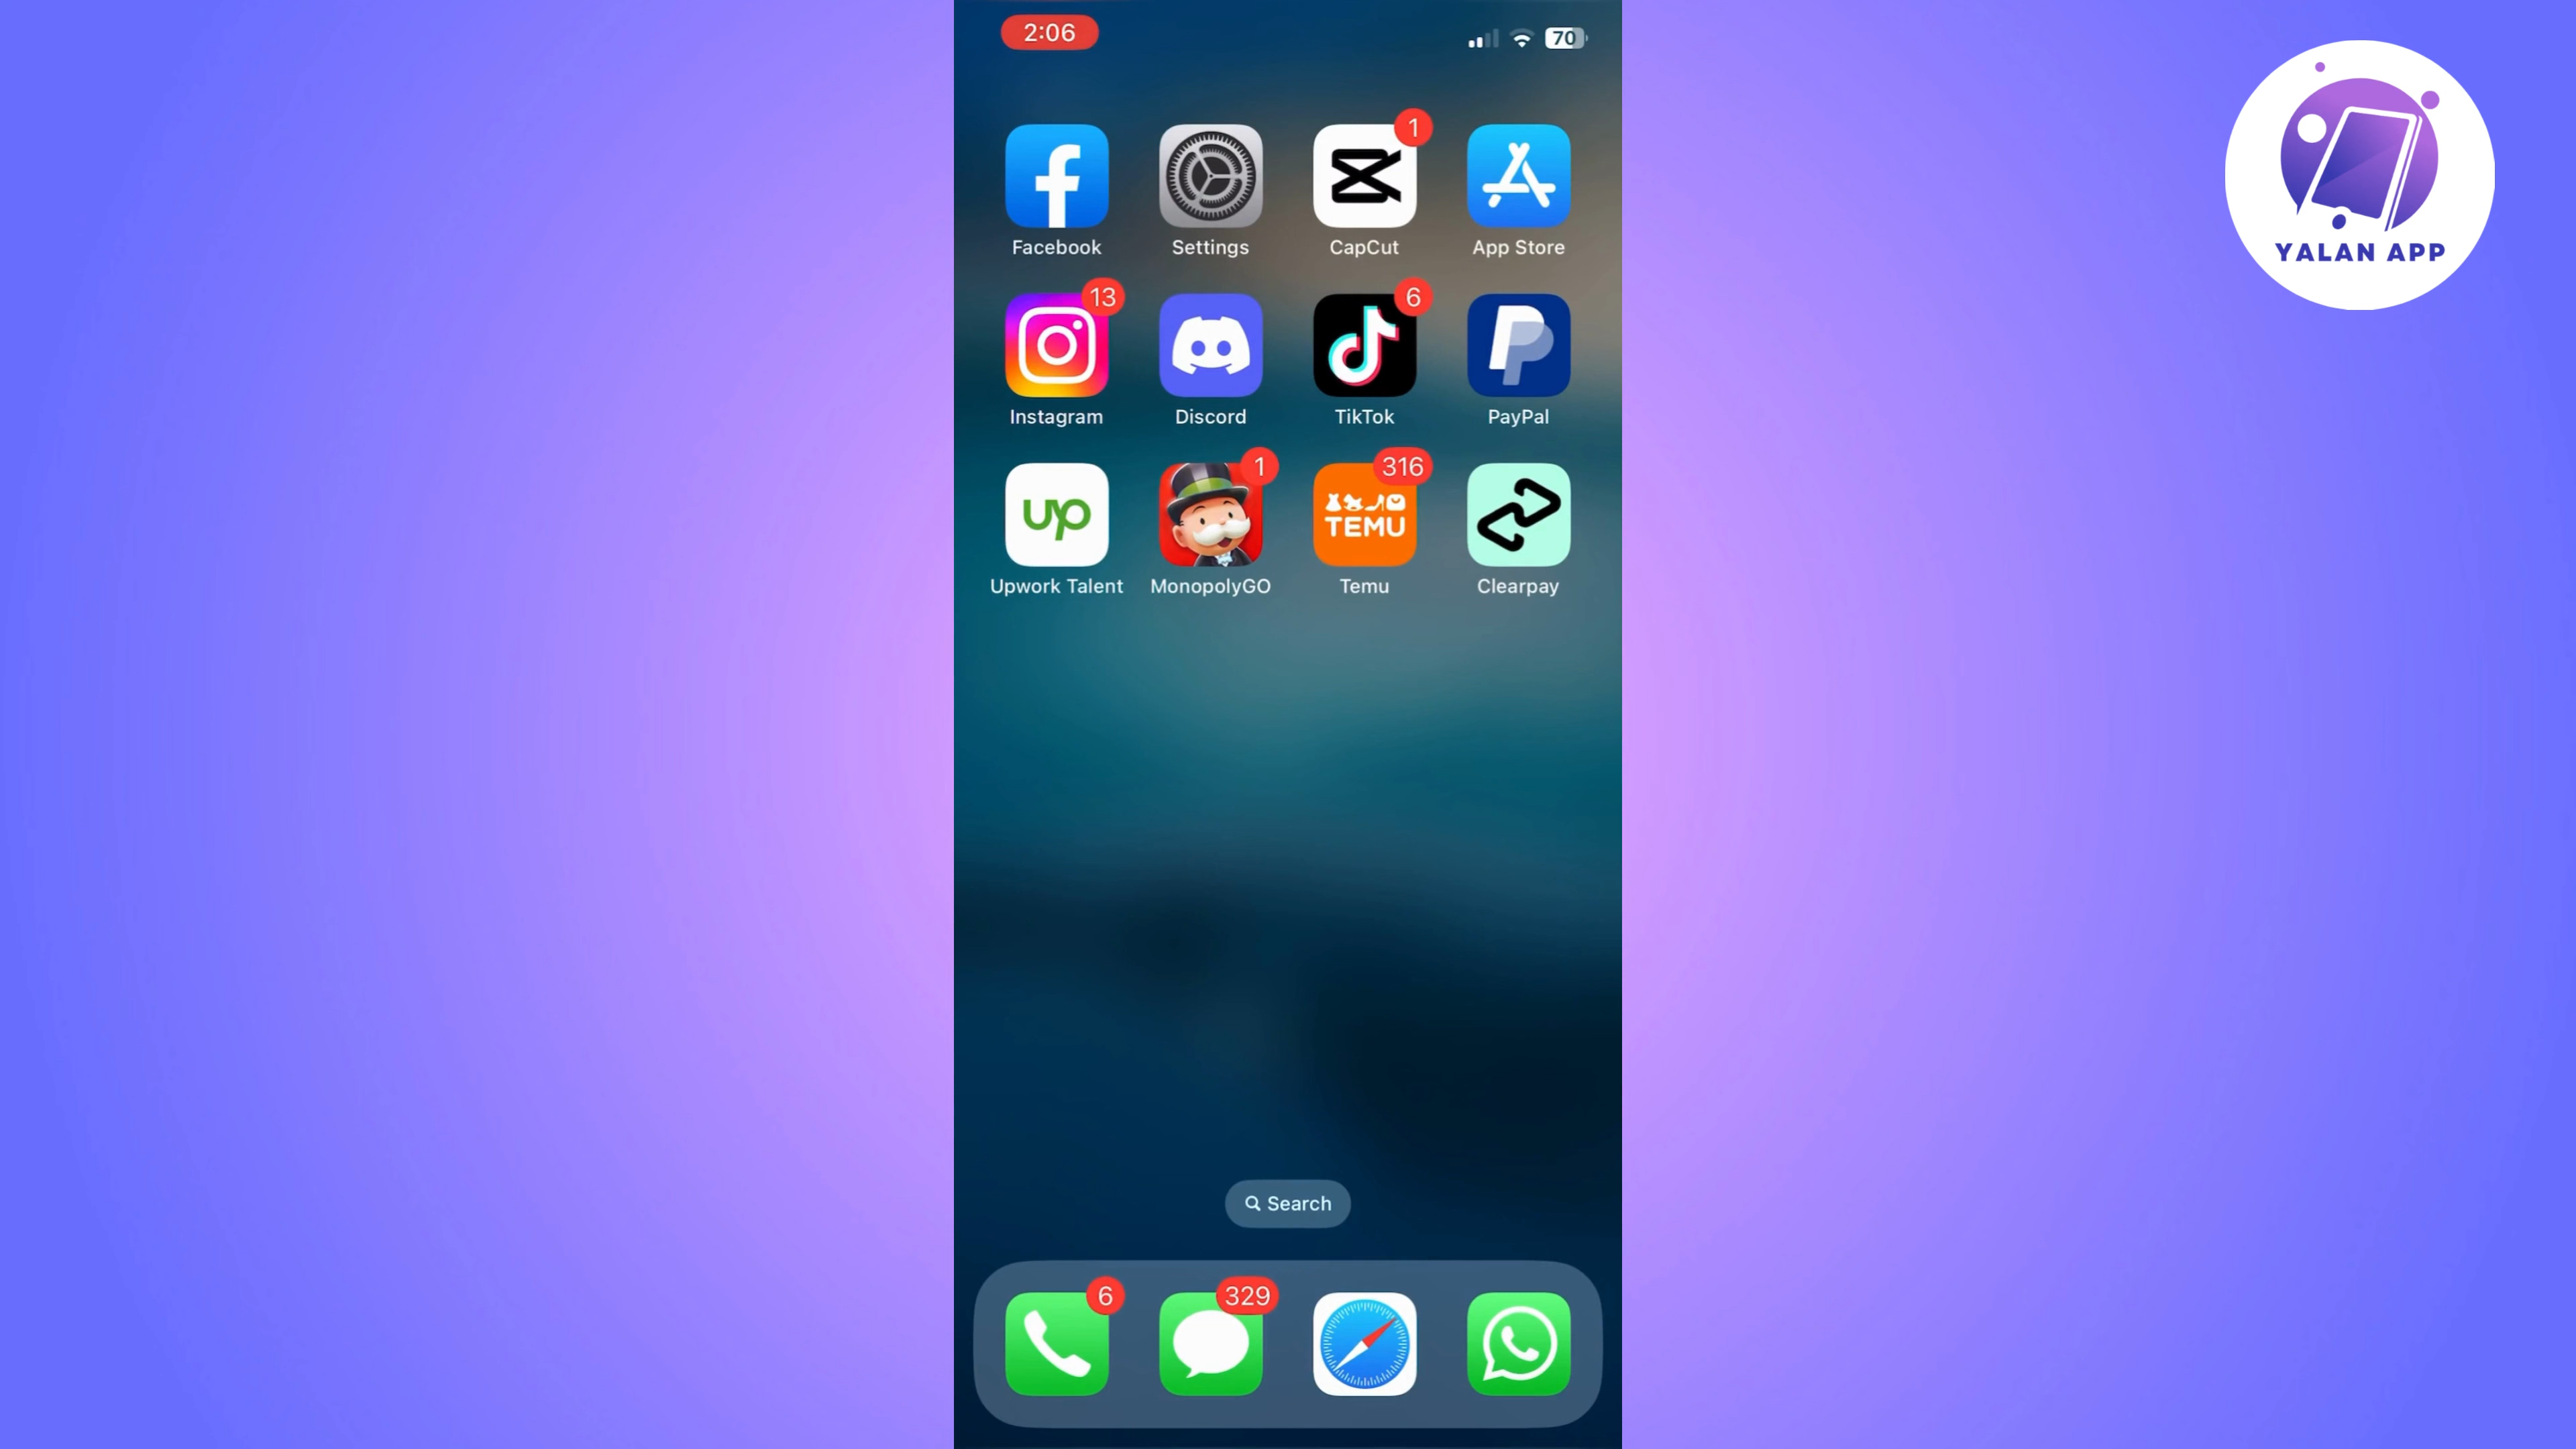 2:06
70
YALAN APP
1
Facebook
Settings
CapCut
App Store
13
6
Instagram
Discord
TikTok
PayPal
1
316
up
TEMU
Upwork Talent
MonopolyGO
Temu
Clearpay
Search
6
329